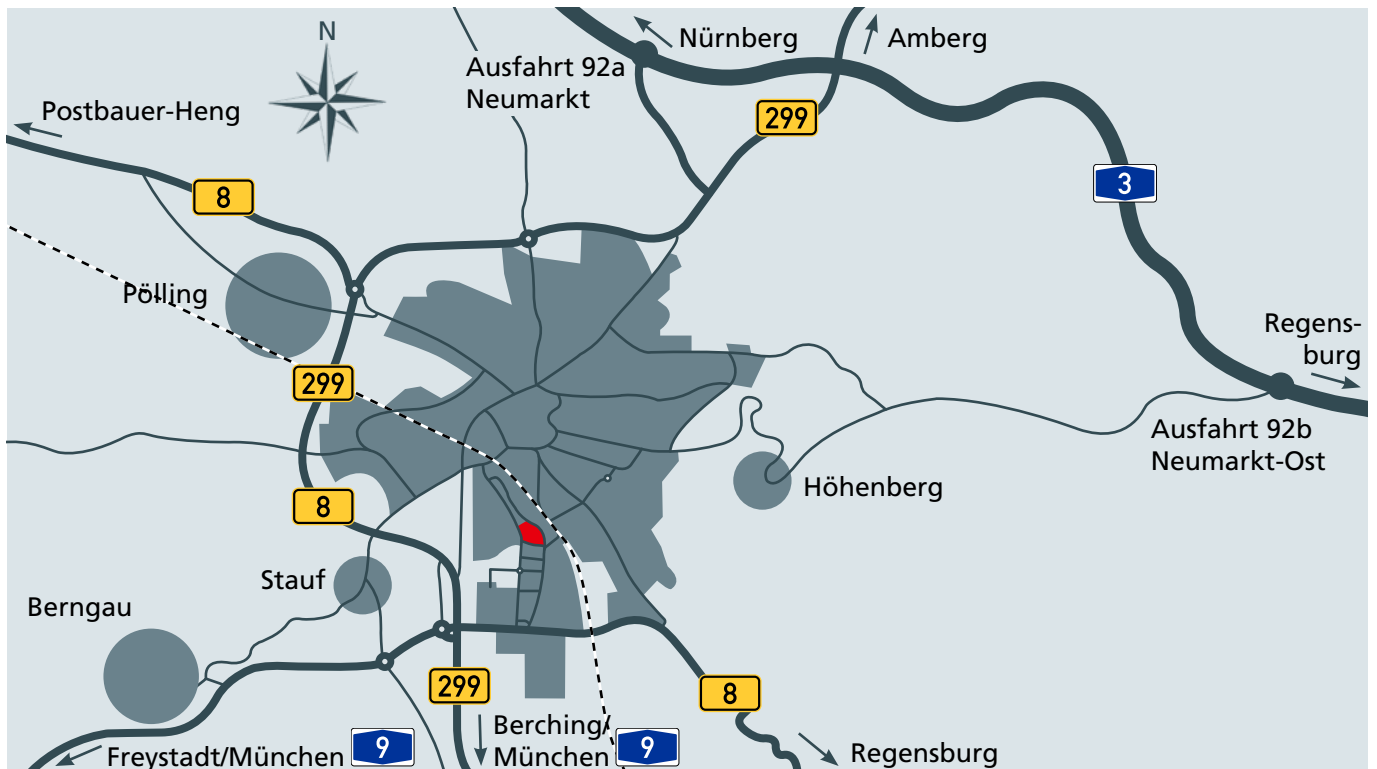 N
Nürnberg
Amberg
Ausfahrt 92a
Neumarkt
Postbauer-Heng
299
8
3
Pölling
Regens-
burg
299
Ausfahrt 92b
Neumarkt-Ost
Höhenberg
8
Stauf
Berngau
299
8
Berching/
München
9
Freystadt/München
9
Regensburg